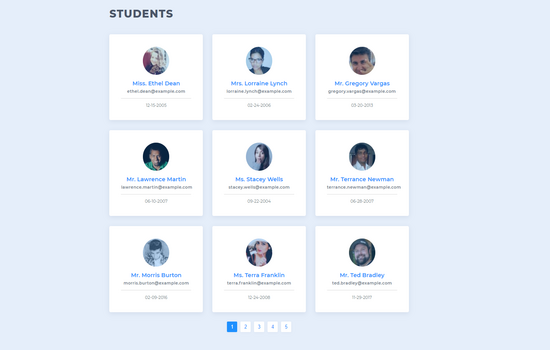 STUDENTS
Miss. Ethel Dean
ethel.dean@example.com
12-15-2005
Mrs. Lorraine Lynch
lorraine.lynch@example.com
02-24-2006
Mr. Gregory Vargas
gregory.vargas@example.com
03-20-2013
Mr. Lawrence Martin
lawrence.martin@example.com
06-10-2007
Ms. Stacey Wells
stacey.wells@example.com
09-22-2004
Mr. Terrance Newman
terrance.newman@example.com
08-28-2007
Mr. Morris Burton
morris.burton@example.com
02-09-2016
Ms. Terra Franklin
terra.franklin@example.com
12-24-2008
Mr. Ted Bradley
ted.bradley@example.com
11-29-2017
1 2 3 4 5